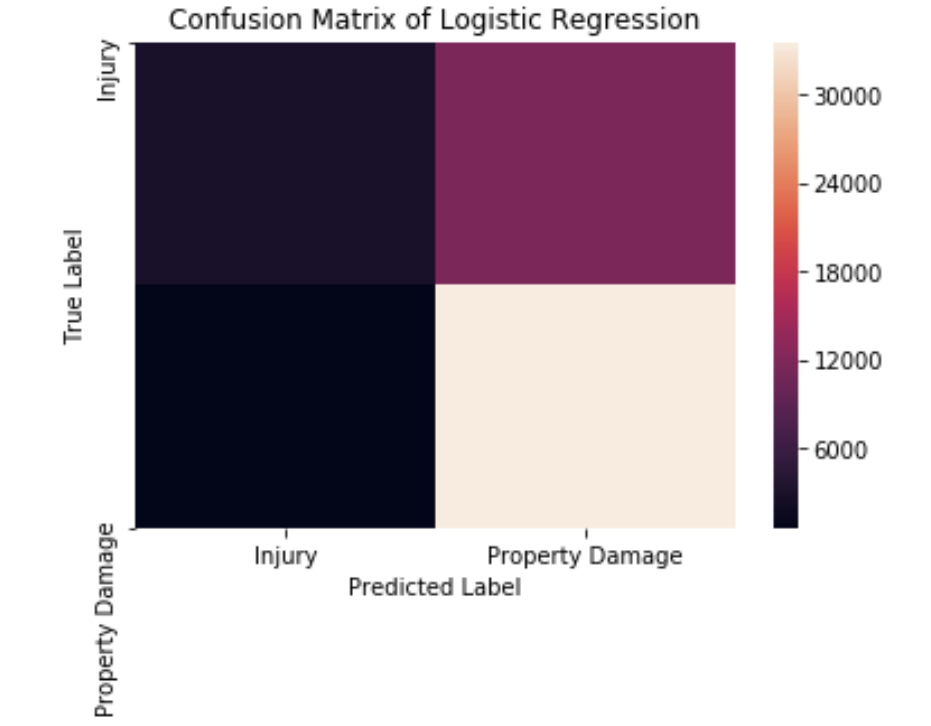 Confusion Matrix of Logistic Regression
Injury
Property Damage
True Label
30000
24000
18000
12000
6000
Injury
Property Damage
Predicted Label